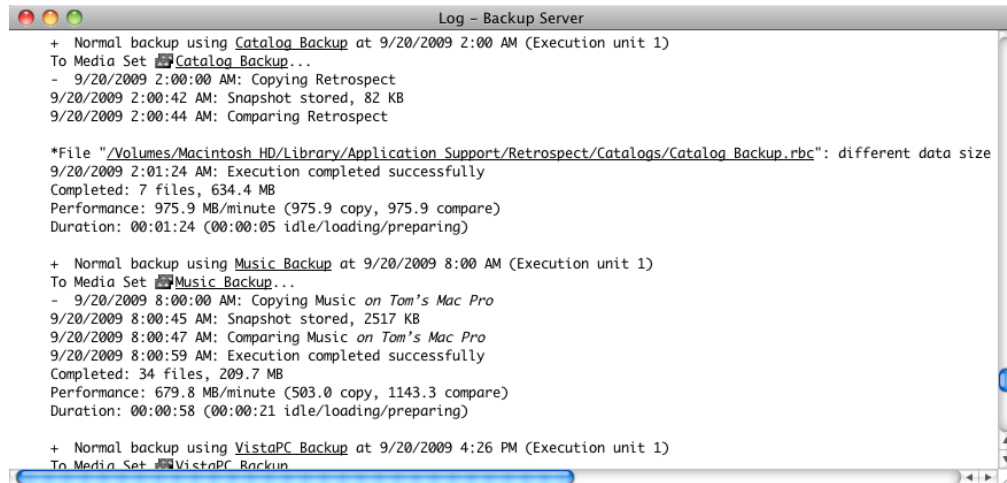 Log – Backup Server
+ Normal backup using Catalog Backup at 9/20/2009 2:00 AM (Execution unit 1)
To Media Set Catalog Backup...
- 9/20/2009 2:00:00 AM: Copying Retrospect
9/20/2009 2:00:42 AM: Snapshot stored, 82 KB
9/20/2009 2:00:44 AM: Comparing Retrospect
*File "/Volumes/Macintosh HD/Library/Application Support/Retrospect/Catalogs/Catalog Backup.rbc": different data size
9/20/2009 2:01:24 AM: Execution completed successfully
Completed: 7 files, 634.4 MB
Performance: 975.9 MB/minute (975.9 copy, 975.9 compare)
Duration: 00:01:24 (00:00:05 idle/loading/preparing)
+ Normal backup using Music Backup at 9/20/2009 8:00 AM (Execution unit 1)
To Media Set Music Backup...
- 9/20/2009 8:00:00 AM: Copying Music on Tom's Mac Pro
9/20/2009 8:00:45 AM: Snapshot stored, 2517 KB
9/20/2009 8:00:47 AM: Comparing Music on Tom's Mac Pro
9/20/2009 8:00:59 AM: Execution completed successfully
Completed: 34 files, 209.7 MB
Performance: 679.8 MB/minute (503.0 copy, 1143.3 compare)
Duration: 00:00:58 (00:00:21 idle/loading/preparing)
+ Normal backup using VistaPC Backup at 9/20/2009 4:26 PM (Execution unit 1)
To Media Set VistaPC Backup